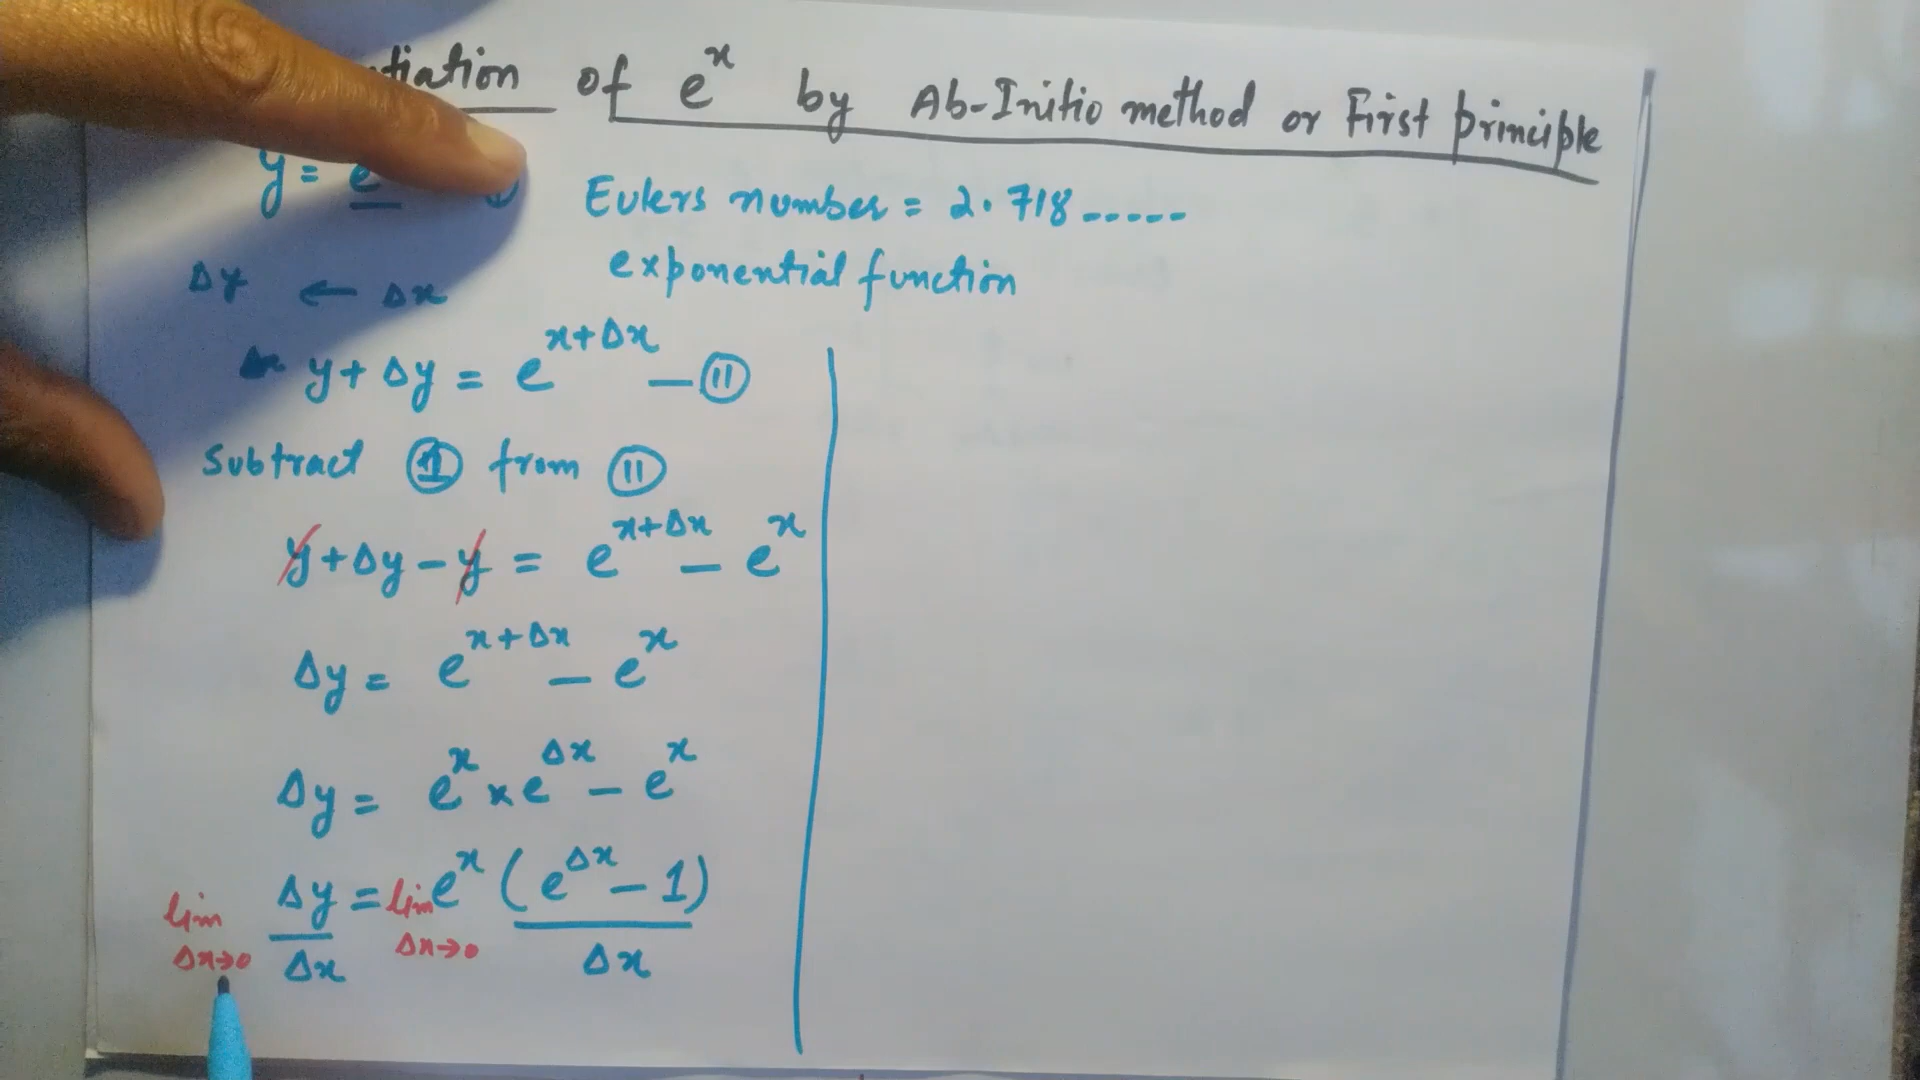 of eˣ by Ab-Initio method or First principle
y = e
Eulers number = 2.718-----
exponential function
Δy ← Δx
y + Δy = e^(x+Δx) — (II)
Subtract (1) from (II)
y + Δy - y = e^(x+Δx) - eˣ
Δy = e^(x+Δx) - eˣ
Δy = eˣ × e^(Δx) - eˣ
lim Δx→0 Δy/Δx = lim Δx→0 eˣ (e^(Δx) - 1)/Δx